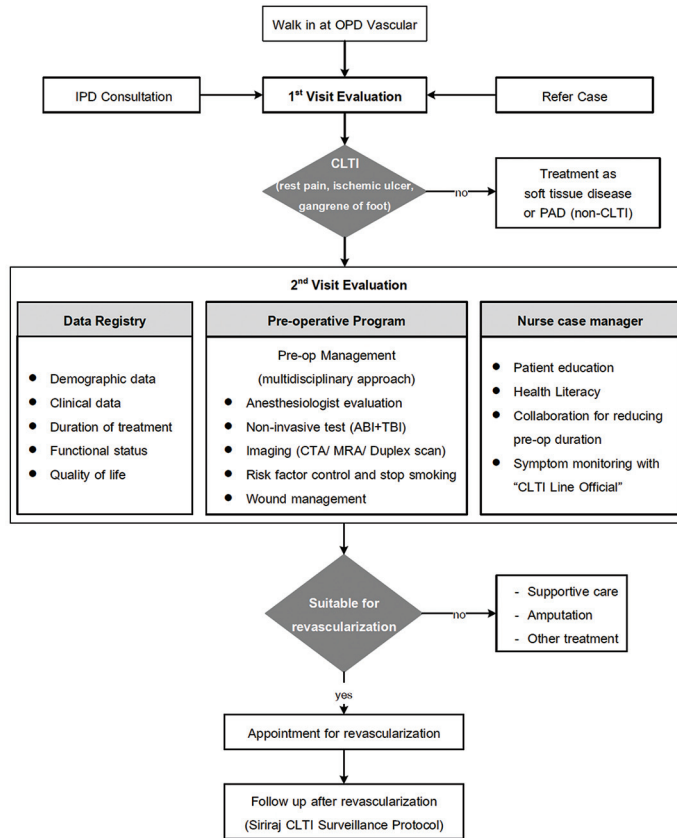 Walk in at OPD Vascular
IPD Consultation
1st Visit Evaluation
Refer Case
CLTI
(rest pain, ischemic ulcer,
gangrene of foot)
no
Treatment as
soft tissue disease
or PAD (non-CLTI)
2nd Visit Evaluation
Data Registry
● Demographic data
● Clinical data
● Duration of treatment
● Functional status
● Quality of life
Pre-operative Program
Pre-op Management
(multidisciplinary approach)
● Anesthesiologist evaluation
● Non-invasive test (ABI+TBI)
● Imaging (CTA/ MRA/ Duplex scan)
● Risk factor control and stop smoking
● Wound management
Nurse case manager
● Patient education
● Health Literacy
● Collaboration for reducing
pre-op duration
● Symptom monitoring with
“CLTI Line Official”
Suitable for
revascularization
no
- Supportive care
- Amputation
- Other treatment
yes
Appointment for revascularization
Follow up after revascularization
(Siriraj CLTI Surveillance Protocol)